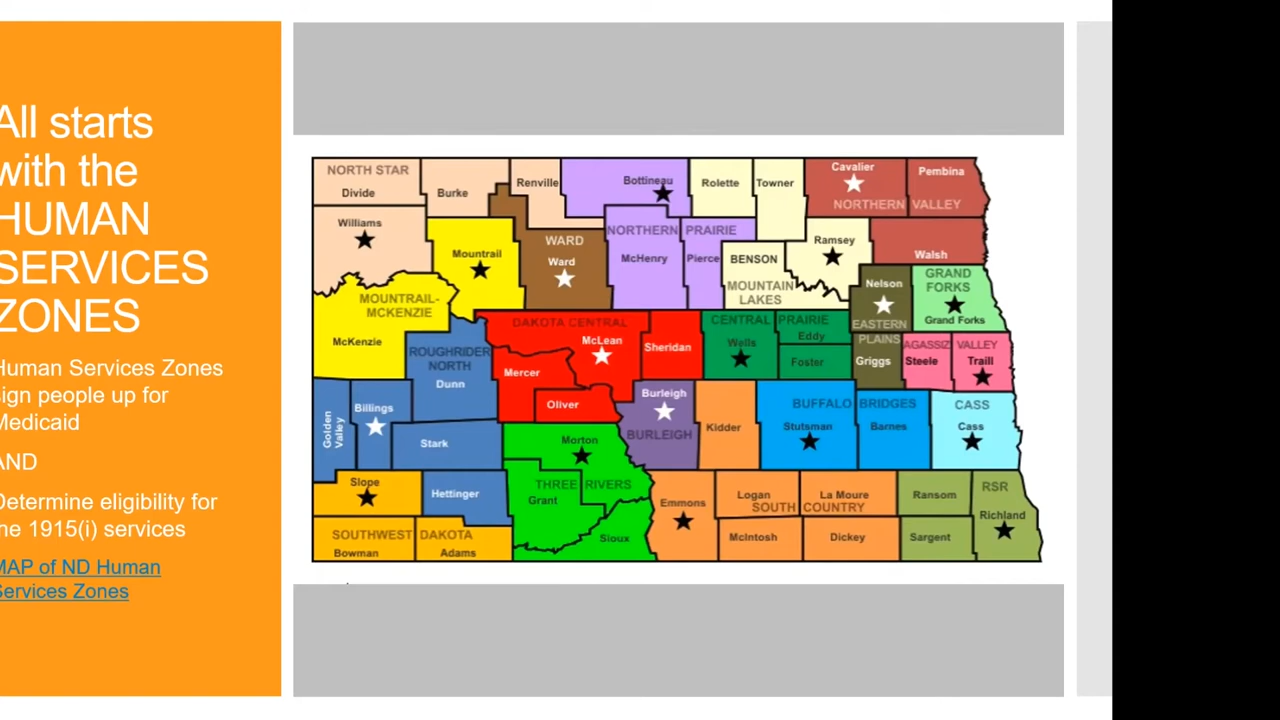 All starts
with the
HUMAN
SERVICES
ZONES
Human Services Zones
sign people up for
Medicaid
AND
Determine eligibility for
the 1915(i) services
MAP of ND Human
Services Zones
NORTH STAR
Divide
Burke
Renville
Bottineau
Rolette
Towner
Cavalier
Pembina
NORTHERN VALLEY
Williams
Mountrail
WARD
Ward
NORTHERN PRAIRIE
McHenry
Pierce
BENSON
Ramsey
Walsh
MOUNTAIN
LAKES
Nelson
GRAND
FORKS
Grand Forks
MOUNTRAIL-
MCKENZIE
McKenzie
DAKOTA CENTRAL
McLean
Sheridan
CENTRAL PRAIRIE
Wells
Eddy
Foster
EASTERN
PLAINS
Griggs
AGASSIZ VALLEY
Steele
Traill
ROUGHRIDER
NORTH
Dunn
Mercer
Oliver
Golden
Valley
Billings
Stark
Burleigh
BURLEIGH
Kidder
BUFFALO BRIDGES
Stutsman
Barnes
CASS
Cass
Morton
Slope
Hettinger
THREE RIVERS
Grant
Sioux
Emmons
Logan
La Moure
SOUTH COUNTRY
McIntosh
Dickey
Ransom
RSR
Richland
Sargent
SOUTHWEST DAKOTA
Bowman
Adams